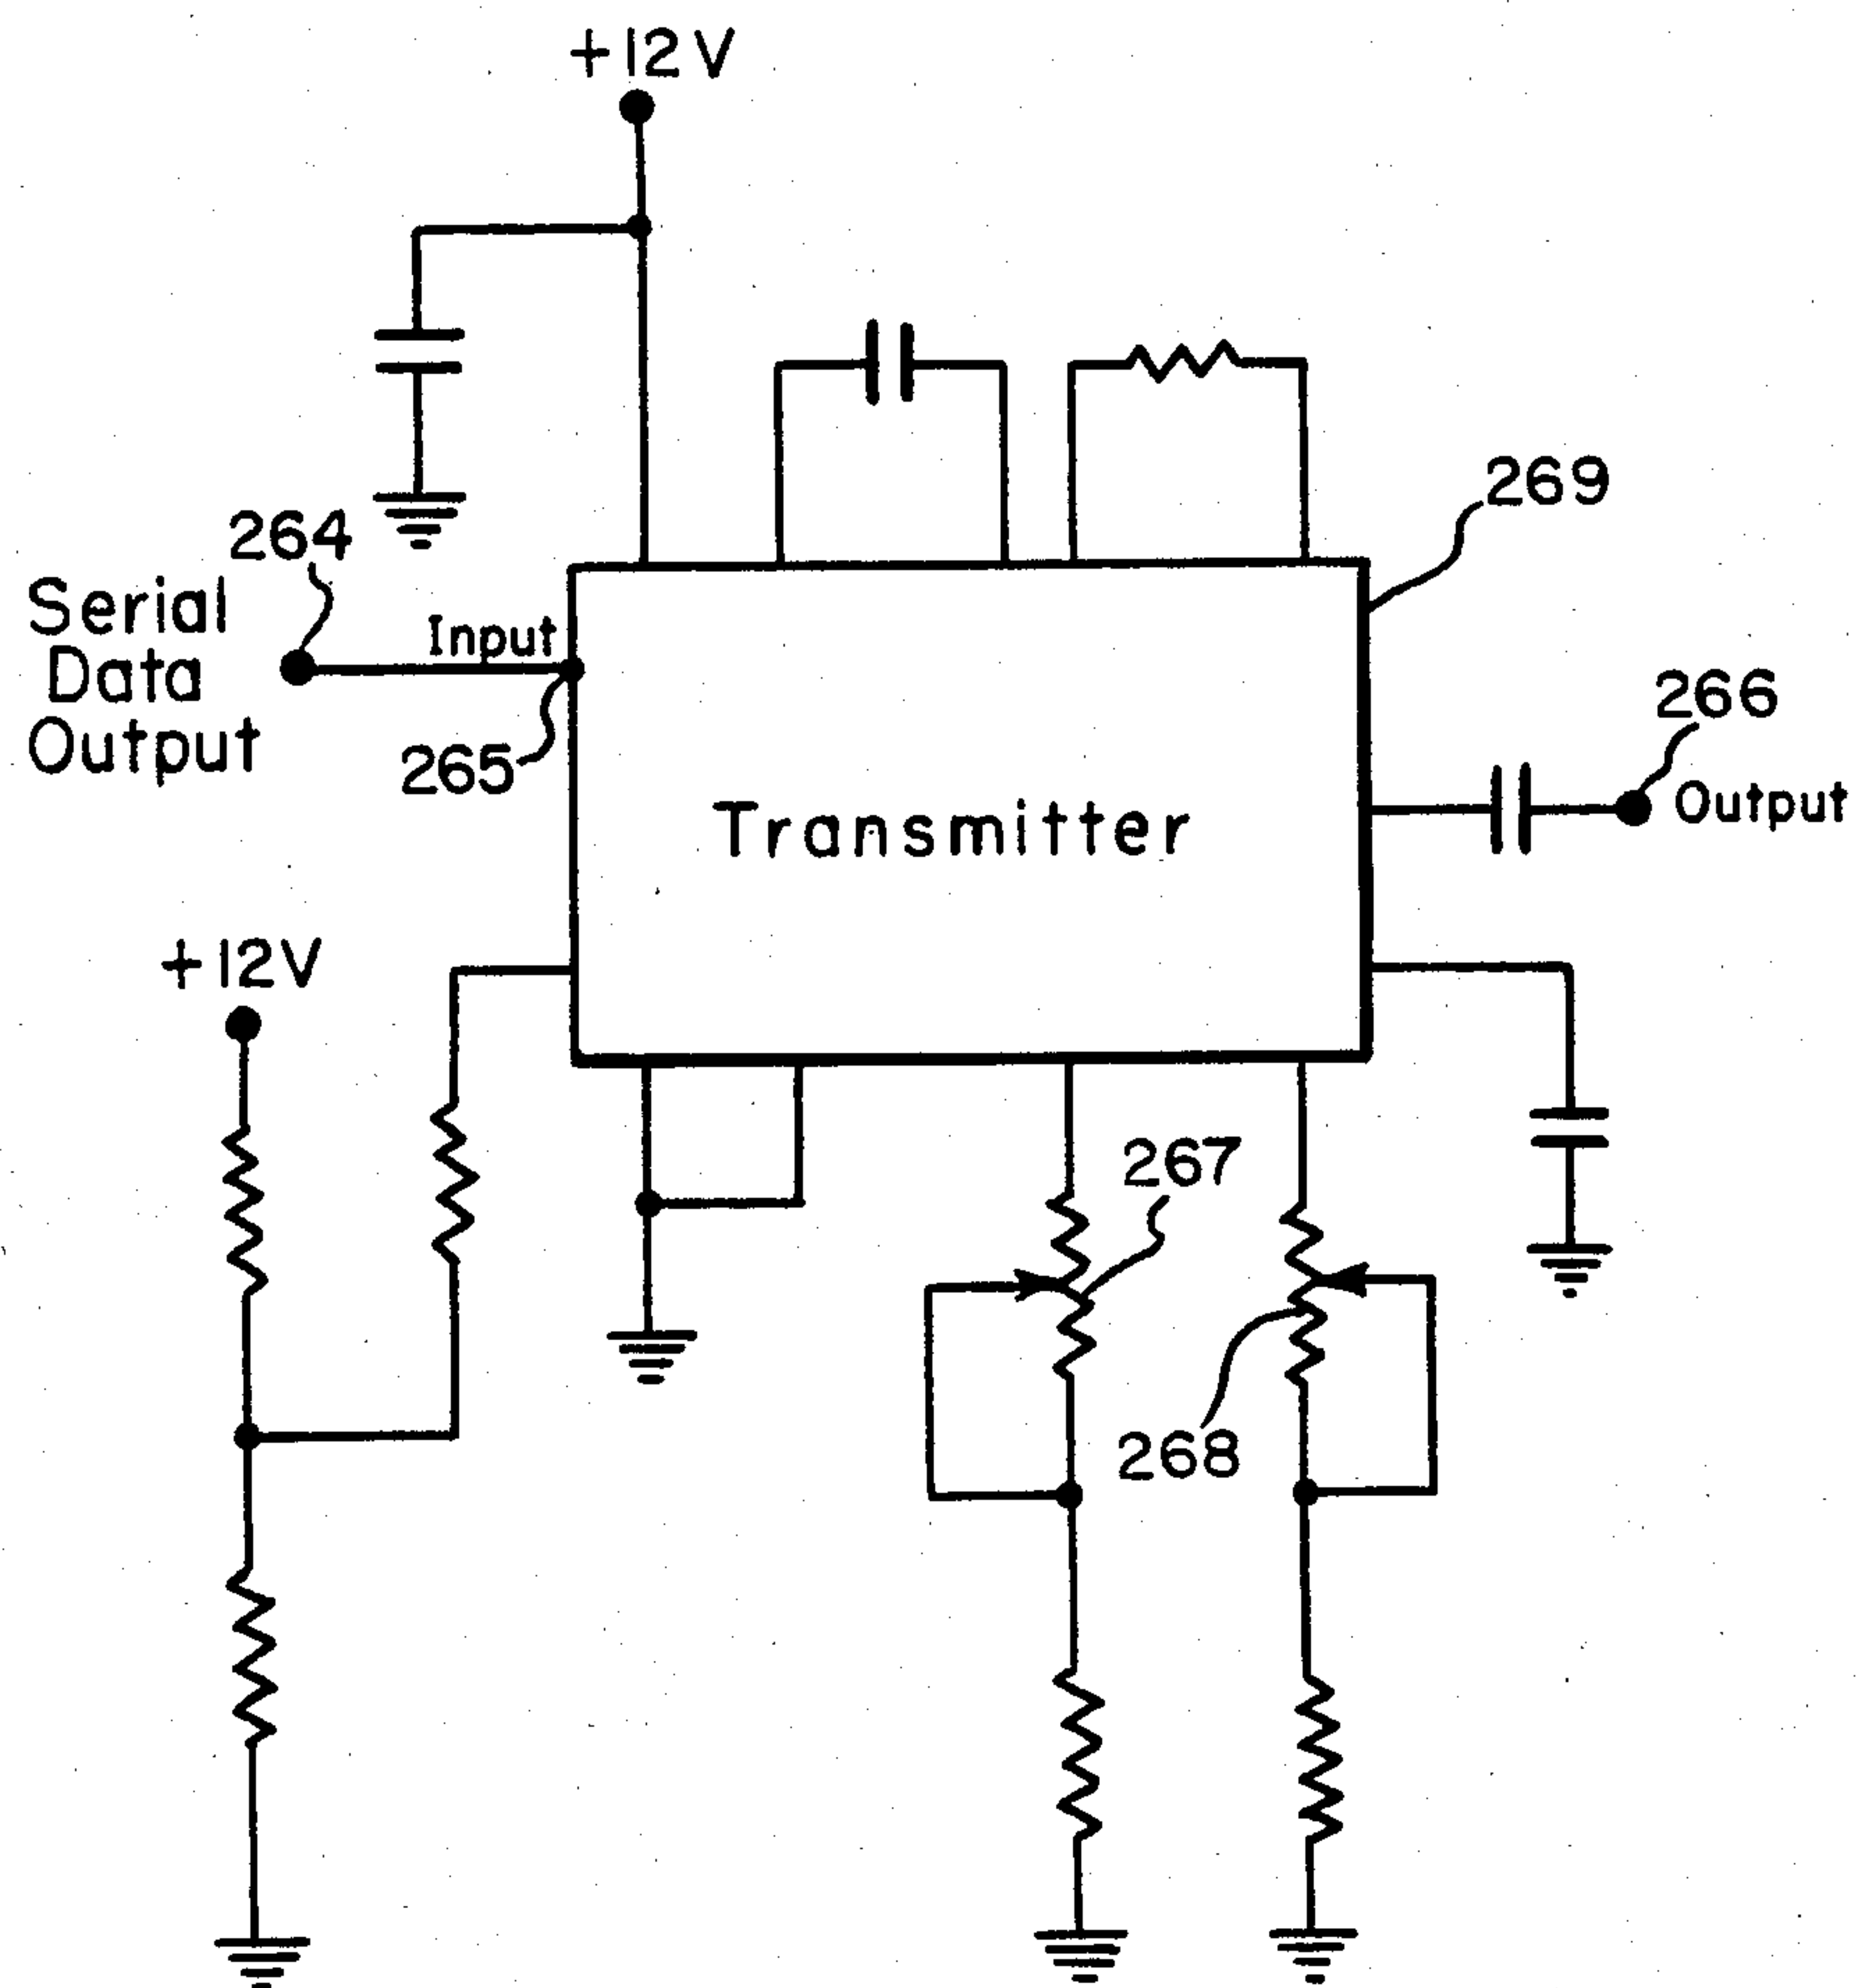 +12V
269
264
Serial
Data
Output
Input
265
266
Output
Transmitter
+12V
267
268